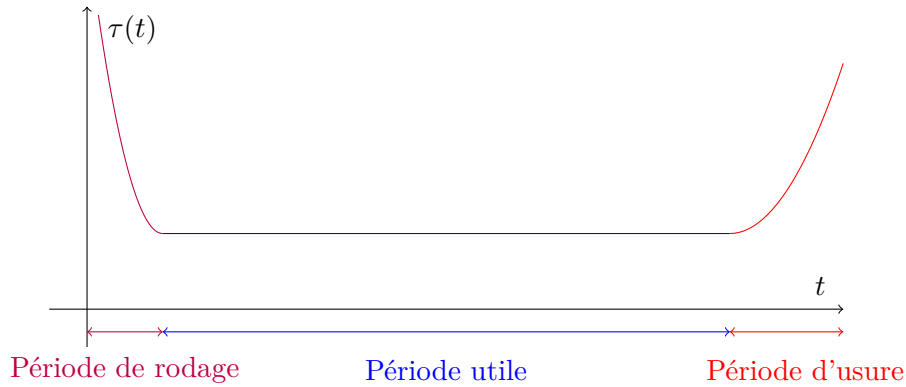 τ(t)
t
Période de rodage
Période utile
Période d'usure